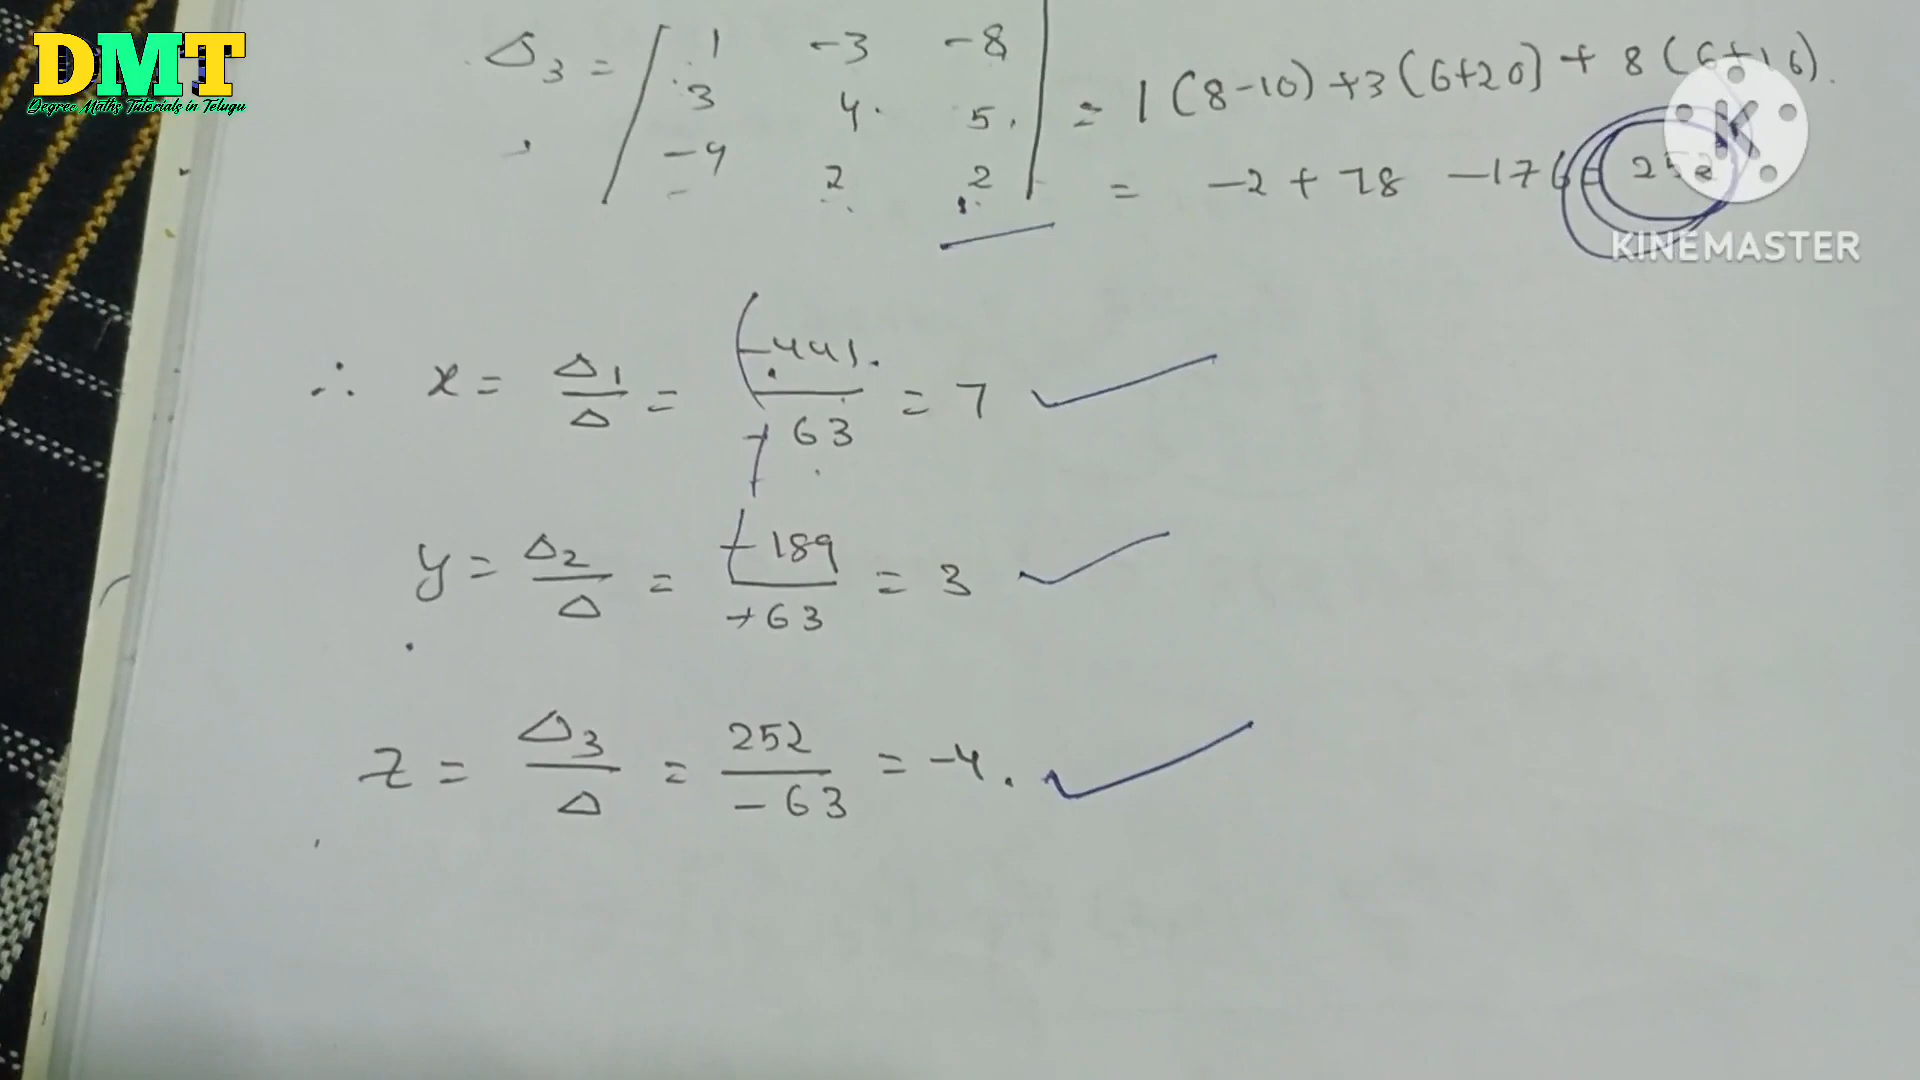 DMT
Degree Maths Tutorials in Telugu
Δ₃ = | 1 -3 -8 | = 1(8-10) +3(6+20) + 8(6+16).
3 4 5
-4 2 2
= -2 + 78 -176 = 252
KINEMASTER
∴ x = Δ₁/Δ = -441/-63 = 7
y = Δ₂/Δ = -189/-63 = 3
z = Δ₃/Δ = 252/-63 = -4.